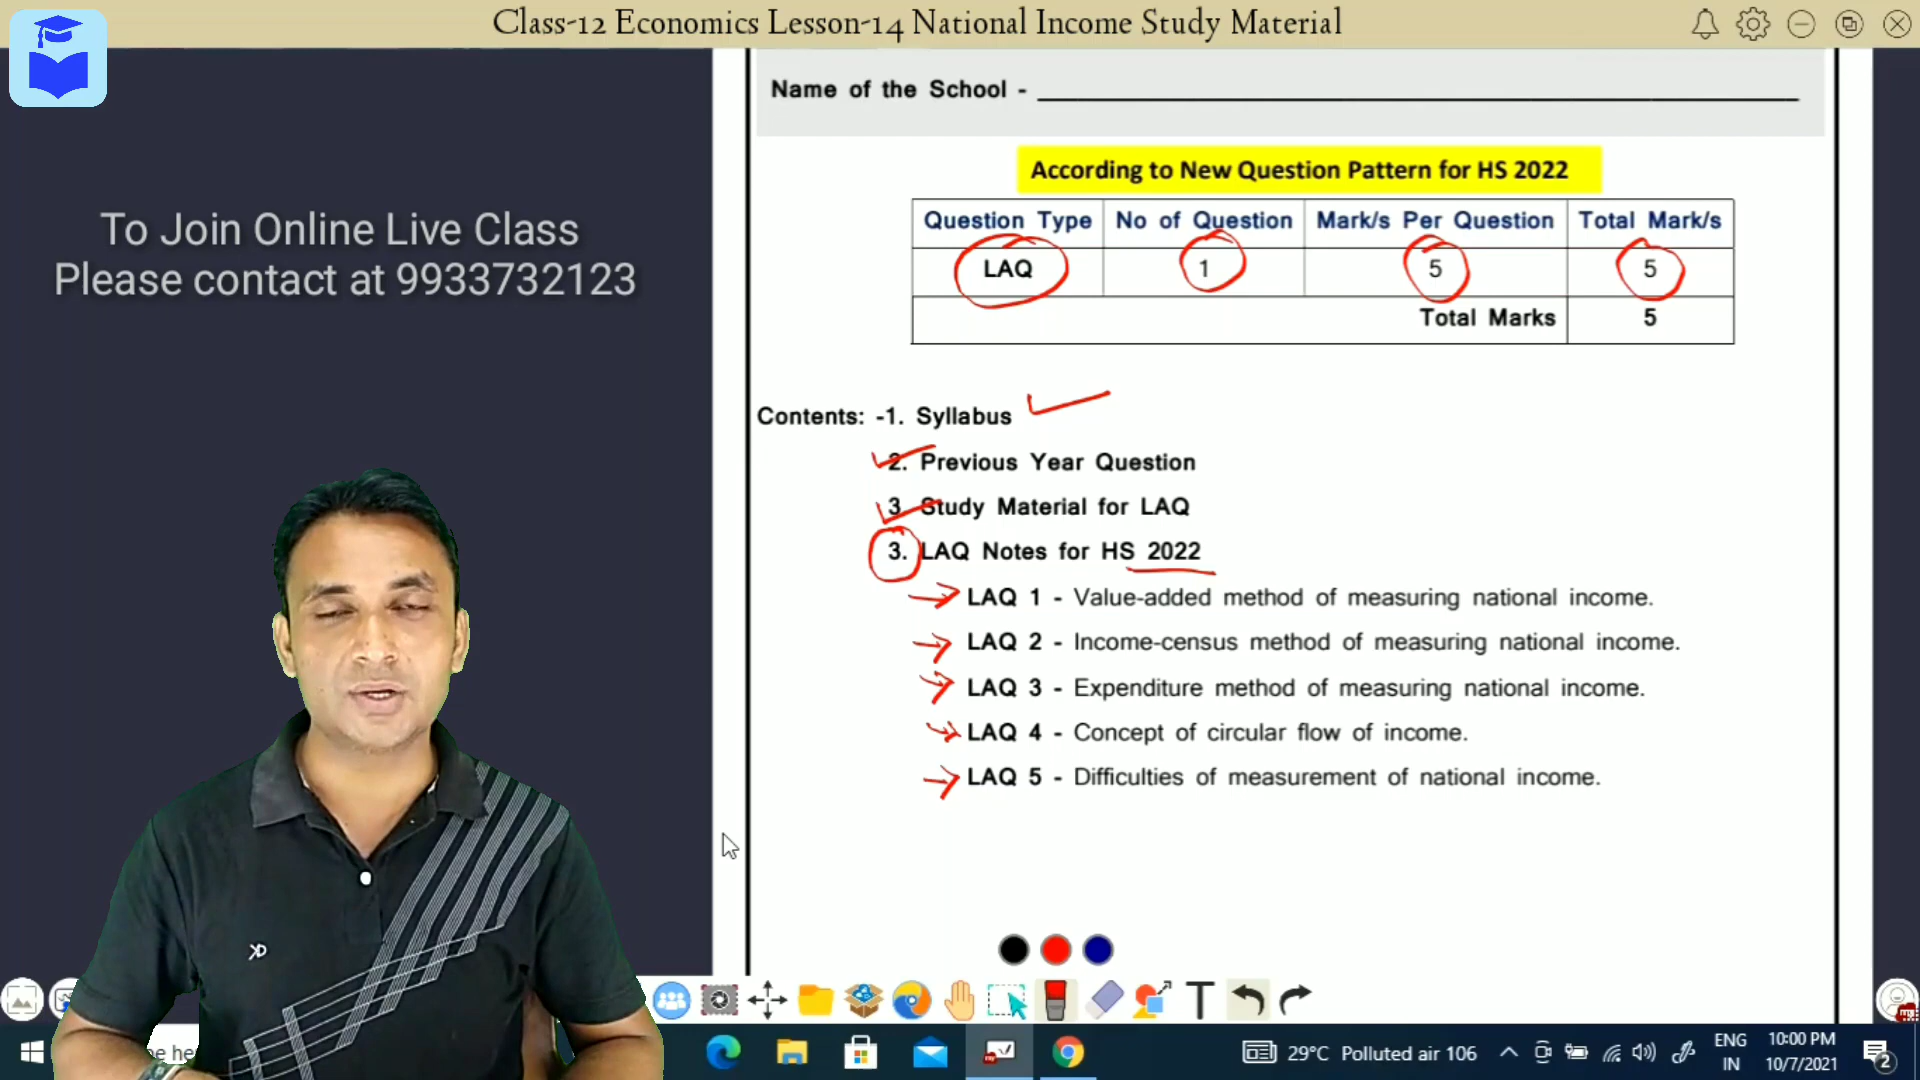 Class-12 Economics Lesson-14 National Income Study Material
Name of the School -
To Join Online Live Class
Please contact at 9933732123
According to New Question Pattern for HS 2022
Question Type No of Question Mark/s Per Question Total Mark/s
LAQ 1 5 5
Total Marks 5
Contents: -1. Syllabus
2. Previous Year Question
3. Study Material for LAQ
3. LAQ Notes for HS 2022
LAQ 1 - Value-added method of measuring national income.
LAQ 2 - Income-census method of measuring national income.
LAQ 3 - Expenditure method of measuring national income.
LAQ 4 - Concept of circular flow of income.
LAQ 5 - Difficulties of measurement of national income.
T
29°C Polluted air 106
ENG
IN
10:00 PM
10/7/2021
2